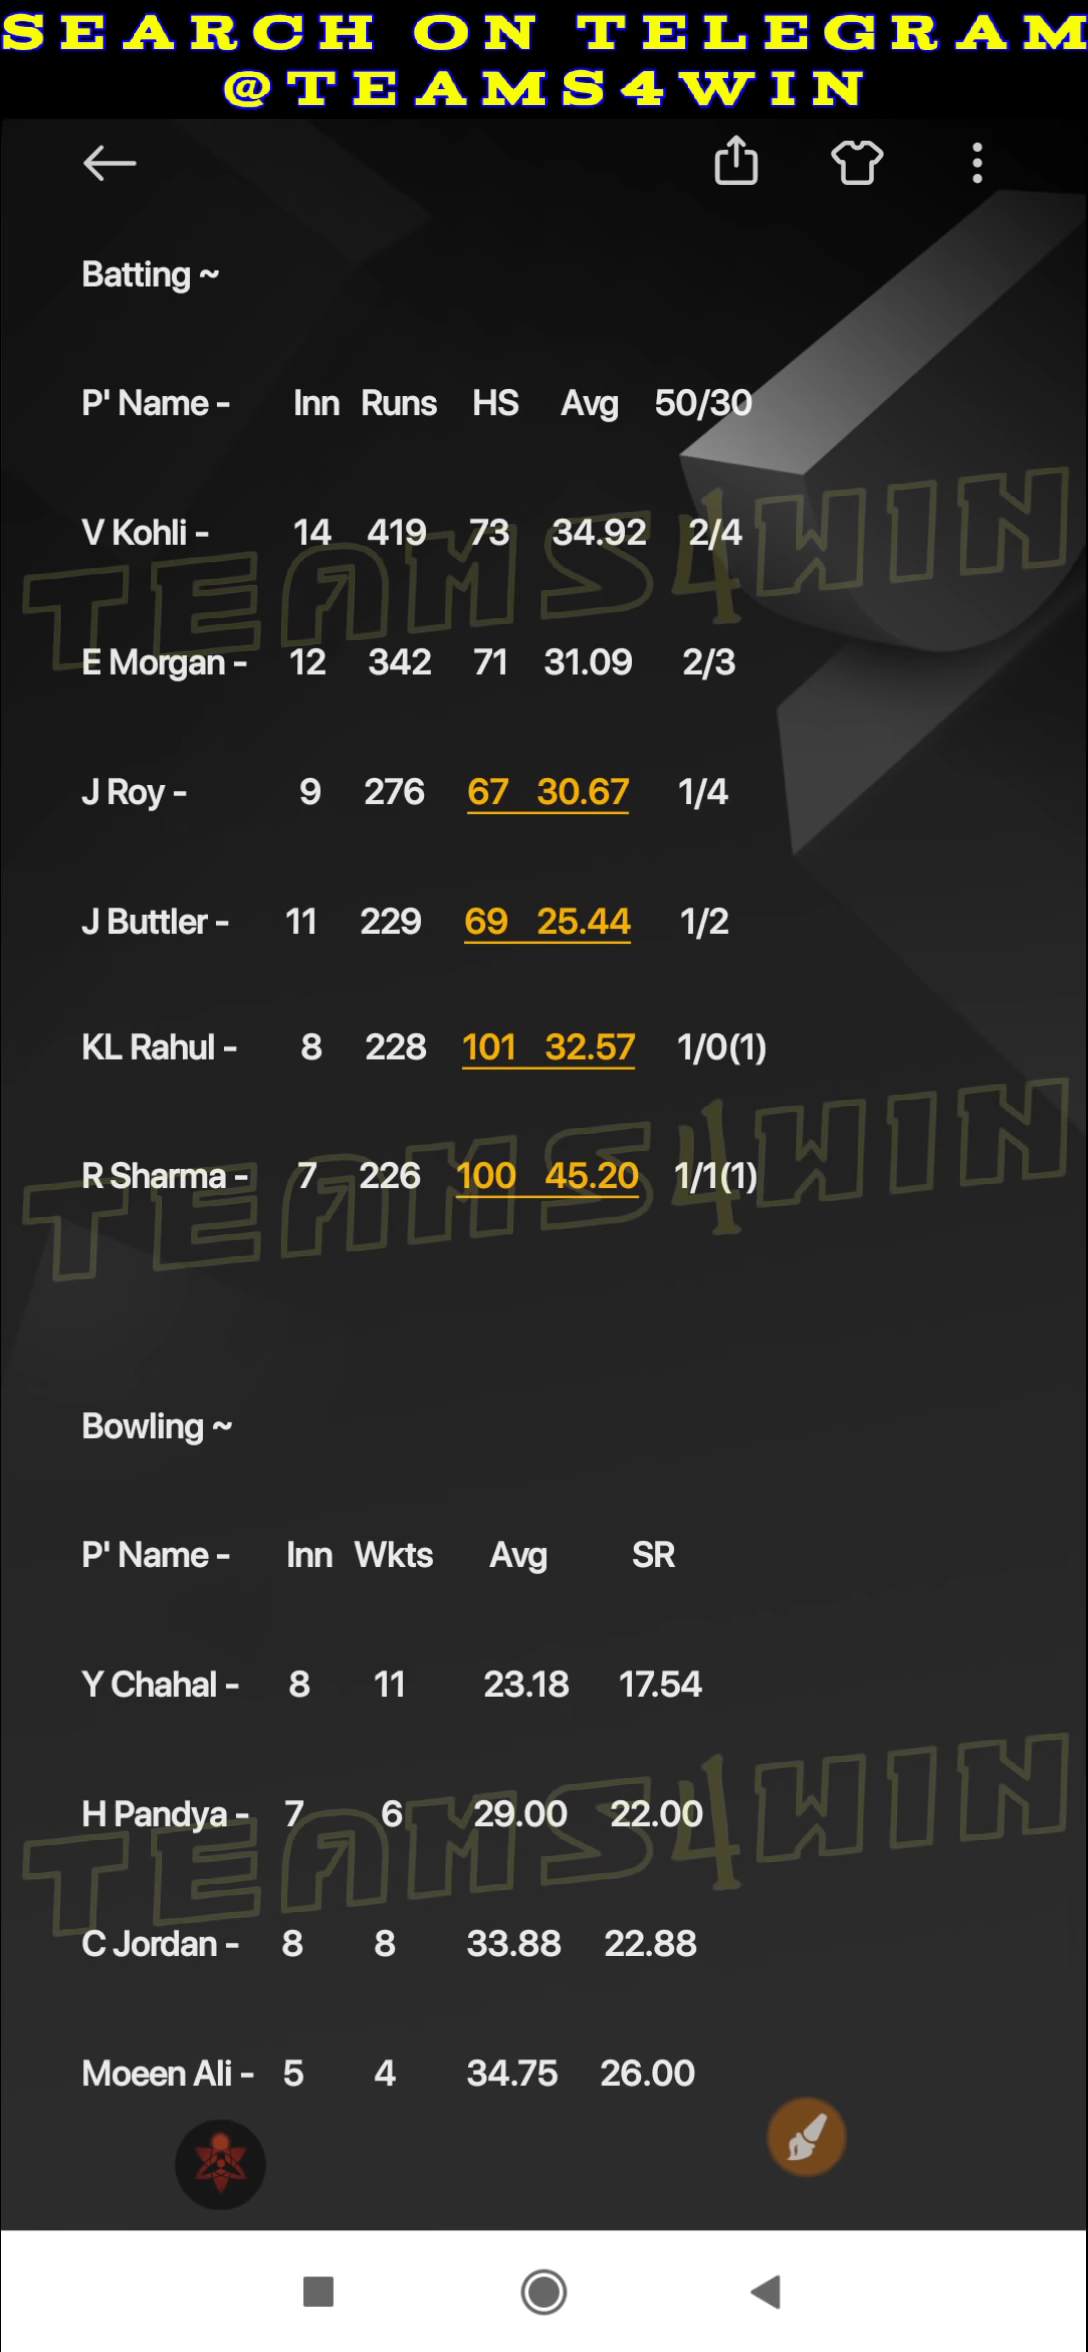 SEARCH ON TELEGRAM
@TEAMS4WIN
Batting ~
P' Name - Inn Runs HS Avg 50/30
V Kohli - 14 419 73 34.92 2/4
TEAMS4WIN
E Morgan - 12 342 71 31.09 2/3
J Roy - 9 276 67 30.67 1/4
J Buttler - 11 229 69 25.44 1/2
KL Rahul - 8 228 101 32.57 1/0(1)
R Sharma - 7 226 100 45.20 1/1(1)
TEAMS4WIN
Bowling ~
P' Name - Inn Wkts Avg SR
Y Chahal - 8 11 23.18 17.54
H Pandya - 7 6 29.00 22.00
TEAMS4WIN
C Jordan - 8 8 33.88 22.88
Moeen Ali - 5 4 34.75 26.00